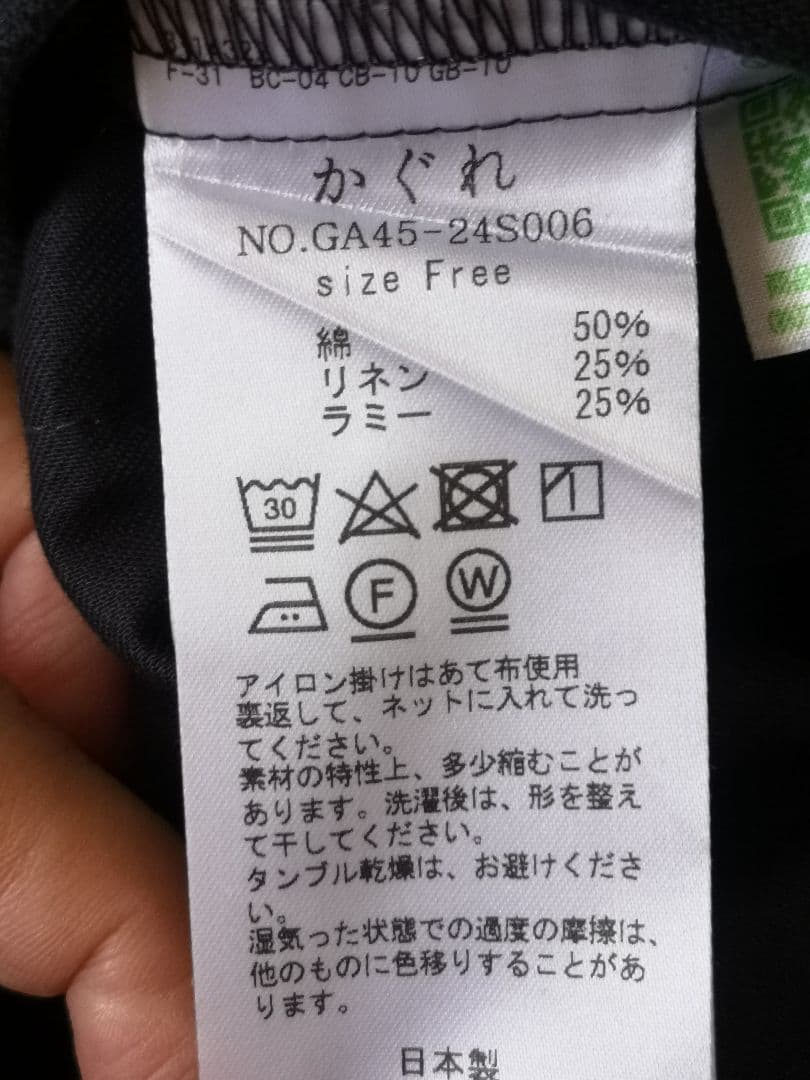 F-31 BC-04 CB-10 GB-10
かぐれ
NO.GA45-24S006
size Free
綿 50%
リネン 25%
ラミー 25%
30
F W
アイロン掛けはあて布使用
裏返して、ネットに入れて洗っ
てください。
素材の特性上、多少縮むことが
あります。洗濯後は、形を整え
て干してください。
タンブル乾燥は、お避けくださ
い。
湿気った状態での過度の摩擦は、
他のものに色移りすることがあ
ります。
日本製